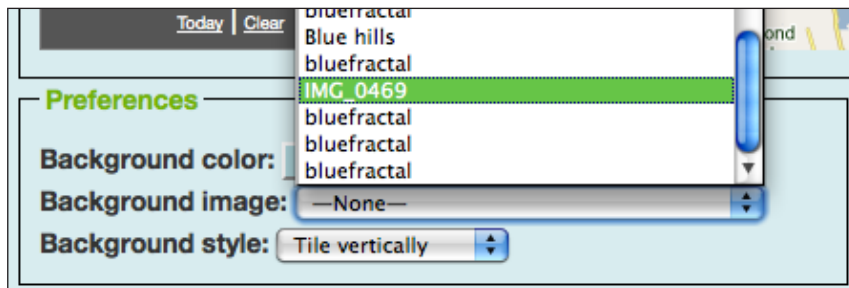 Today | Clear
bluefractal
Blue hills
ond
bluefractal
IMG_0469
bluefractal
bluefractal
bluefractal
Preferences
Background color:
Background image: —None—
Background style: Tile vertically